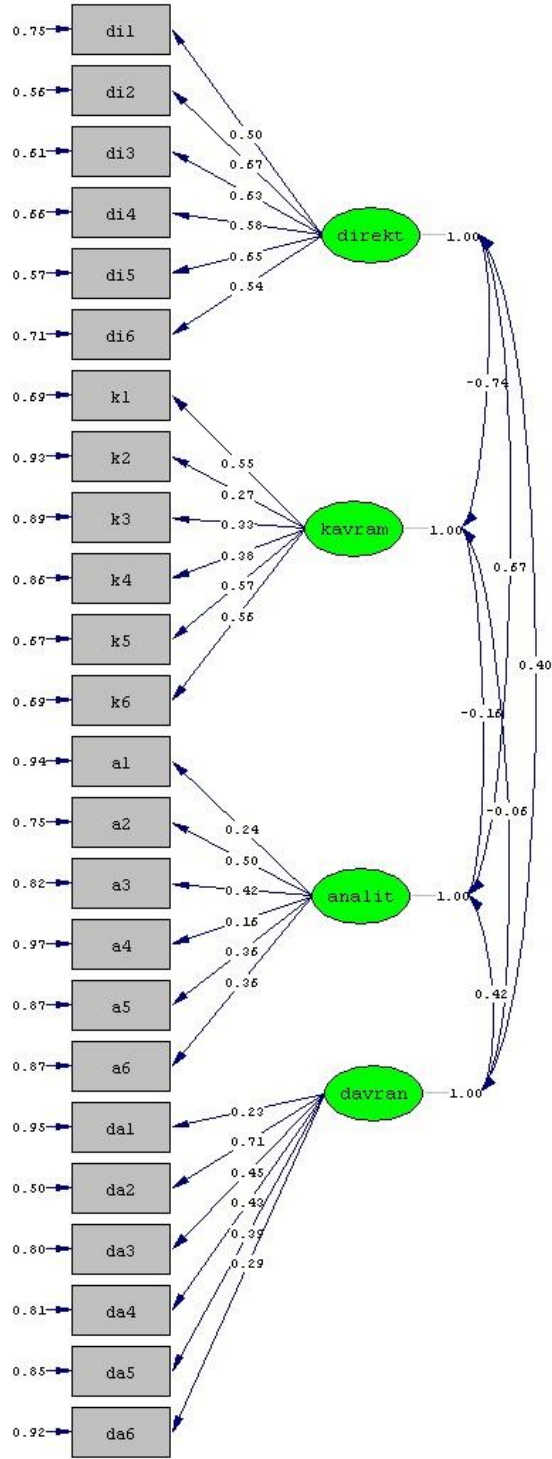 0.75 di1
0.56 di2
0.50
0.61 di3
0.67
0.63
0.66 di4
0.58
direkt 1.00
0.65
0.57 di5
0.54
0.71 di6
0.69 k1
-0.74
0.93 k2
0.55
0.27
0.89 k3
0.33
kavram 1.00
0.38
0.86 k4
0.57
0.67
0.56
0.67 k5
0.40
0.69 k6
-0.16
0.94 a1
-0.06
0.75 a2
0.24
0.50
0.82 a3
0.42
analit 1.00
0.16
0.97 a4
0.36
0.36
0.87 a5
0.42
0.87 a6
davran 1.00
0.95 da1
0.23
0.71
0.50 da2
0.45
0.43
0.39
0.80 da3
0.29
0.81 da4
0.85 da5
0.92 da6